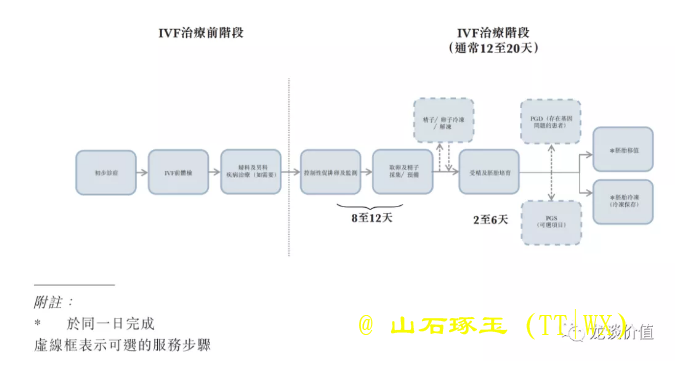 IVF治療前階段
IVF治療階段
(通常12至20天)
精子/ 卵子冷凍
/ 解凍
PGD (存在基因
問題的患者)
初步診斷
IVF前體檢
婦科及男科
疾病治療 (如需要)
控制性促排卵及監測
取卵及精子
採集/ 預備
受精及胚胎培育
*胚胎移植
*胚胎冷凍
(冷凍保存)
PGS
(可選項目)
8至12天
2至6天
附註：
* 於同一日完成
虛線框表示可選的服務步驟
@ 山石琢玉 (TT|WX)
龙谈价值